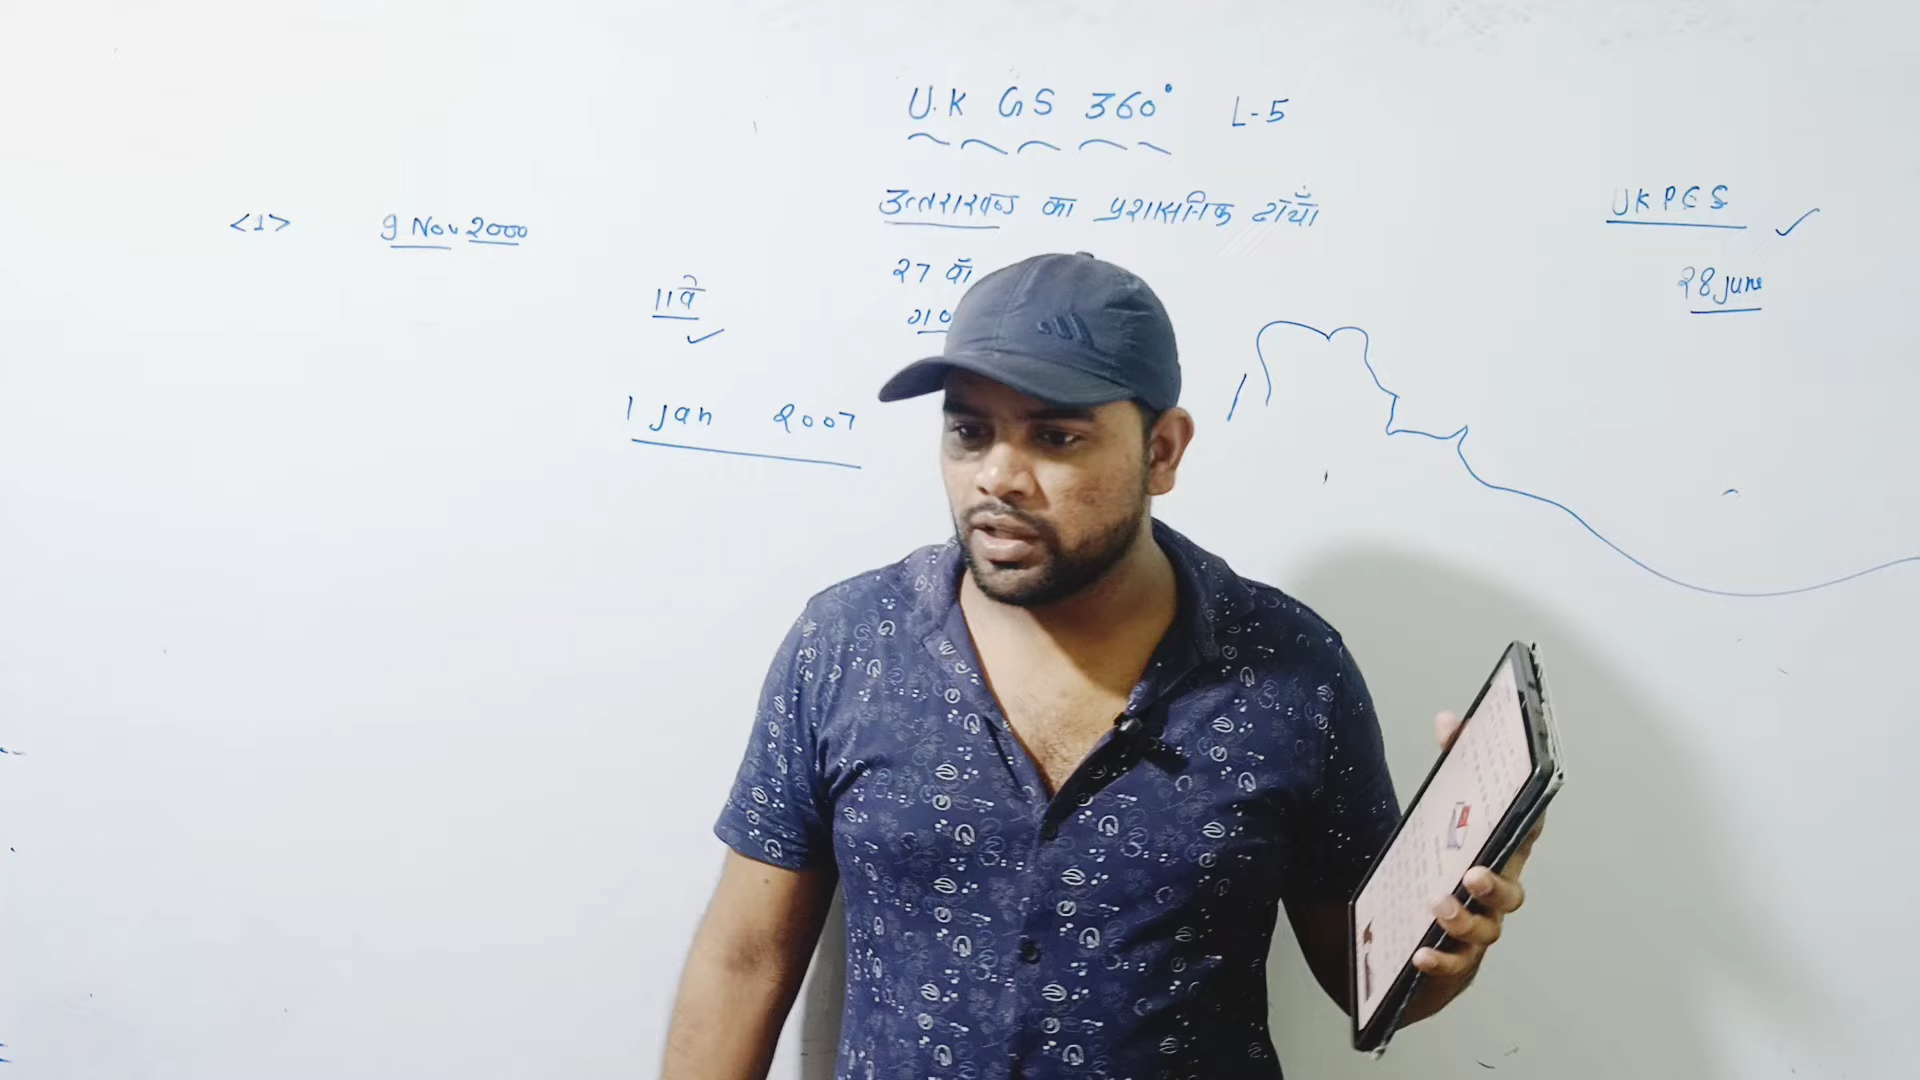 U.K GS 360° L-5
उत्तराखण्ड का प्रशासनिक ढाँचा
UKPCS
<1> 9 Nov 2000
27 वाँ
28 June
11वे
1 Jan 2007